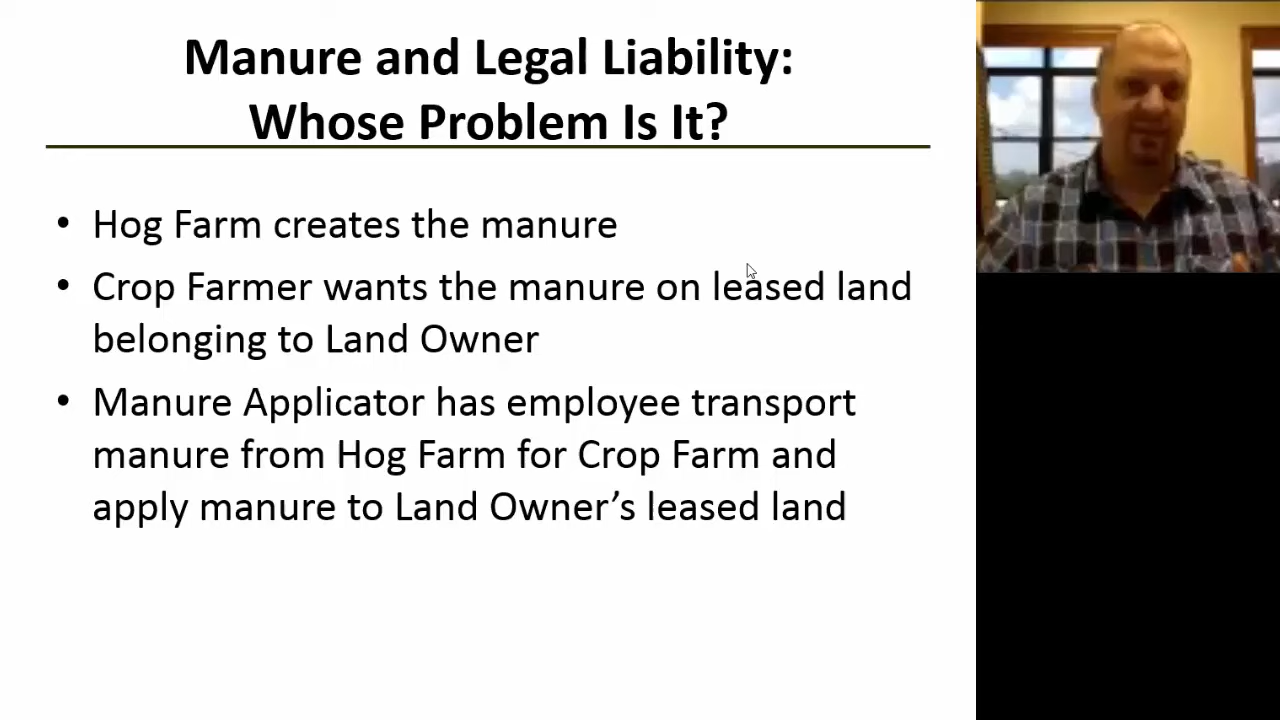 Manure and Legal Liability:
Whose Problem Is It?
• Hog Farm creates the manure
• Crop Farmer wants the manure on leased land
belonging to Land Owner
• Manure Applicator has employee transport
manure from Hog Farm for Crop Farm and
apply manure to Land Owner’s leased land